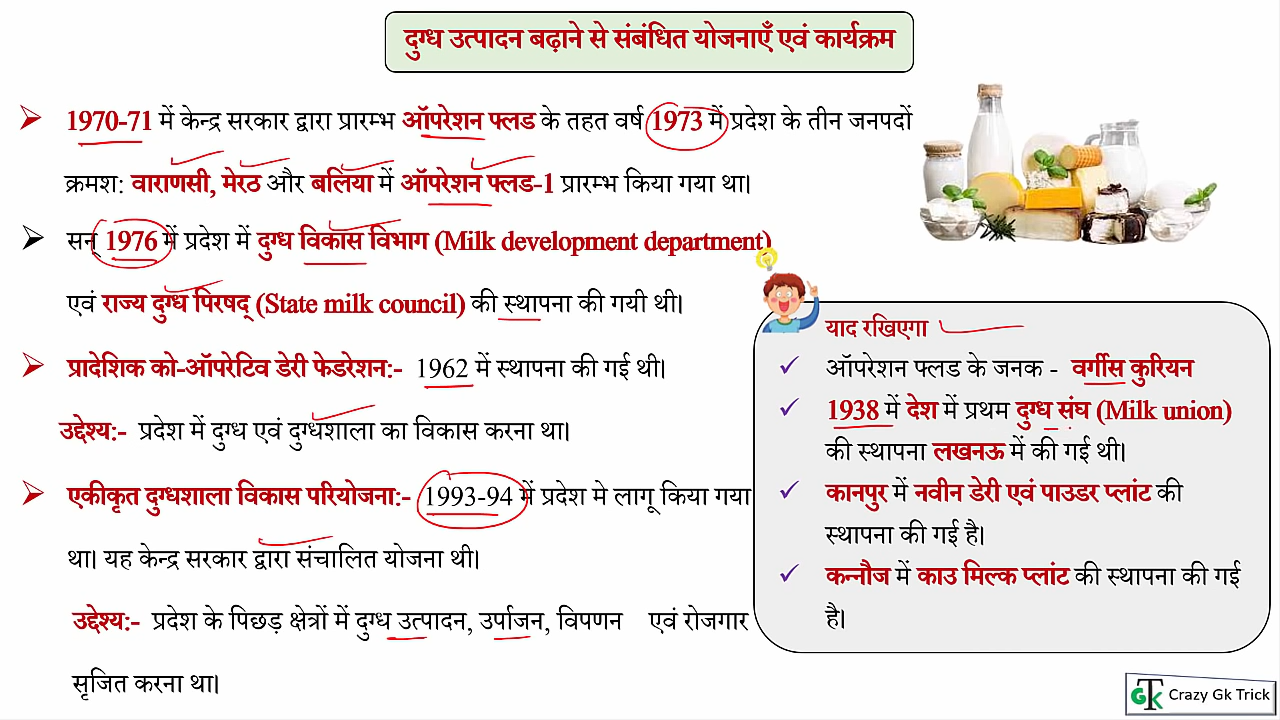 दुग्ध उत्पादन बढ़ाने से संबंधित योजनाएँ एवं कार्यक्रम
1970-71 में केन्द्र सरकार द्वारा प्रारम्भ ऑपरेशन फ्लड के तहत वर्ष 1973 में प्रदेश के तीन जनपदों
क्रमश: वाराणसी, मेरठ और बलिया में ऑपरेशन फ्लड-1 प्रारम्भ किया गया था।
सन् 1976 में प्रदेश में दुग्ध विकास विभाग (Milk development department)
एवं राज्य दुग्ध पिरषद् (State milk council) की स्थापना की गयी थी।
प्रादेशिक को-ऑपरेटिव डेरी फेडरेशन:- 1962 में स्थापना की गई थी।
उद्देश्य:- प्रदेश में दुग्ध एवं दुग्धशाला का विकास करना था।
एकीकृत दुग्धशाला विकास परियोजना:- 1993-94 में प्रदेश मे लागू किया गया
था। यह केन्द्र सरकार द्वारा संचालित योजना थी।
उद्देश्य:- प्रदेश के पिछड़ क्षेत्रों में दुग्ध उत्पादन, उर्पाजन, विपणन एवं रोजगार
सृजित करना था।
याद रखिएगा
ऑपरेशन फ्लड के जनक - वर्गीस कुरियन
1938 में देश में प्रथम दुग्ध संघ (Milk union)
की स्थापना लखनऊ में की गई थी।
कानपुर में नवीन डेरी एवं पाउडर प्लांट की
स्थापना की गई है।
कन्नौज में काउ मिल्क प्लांट की स्थापना की गई
है।
GTK Crazy Gk Trick